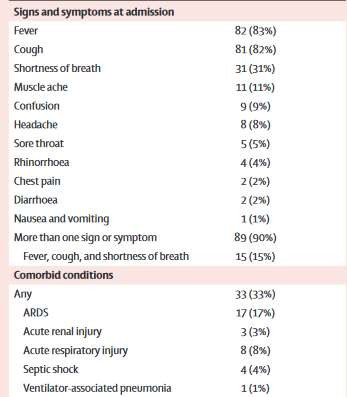 Signs and symptoms at admission
Fever 82 (83%)
Cough 81 (82%)
Shortness of breath 31 (31%)
Muscle ache 11 (11%)
Confusion 9 (9%)
Headache 8 (8%)
Sore throat 5 (5%)
Rhinorrhoea 4 (4%)
Chest pain 2 (2%)
Diarrhoea 2 (2%)
Nausea and vomiting 1 (1%)
More than one sign or symptom 89 (90%)
Fever, cough, and shortness of breath 15 (15%)
Comorbid conditions
Any 33 (33%)
ARDS 17 (17%)
Acute renal injury 3 (3%)
Acute respiratory injury 8 (8%)
Septic shock 4 (4%)
Ventilator-associated pneumonia 1 (1%)